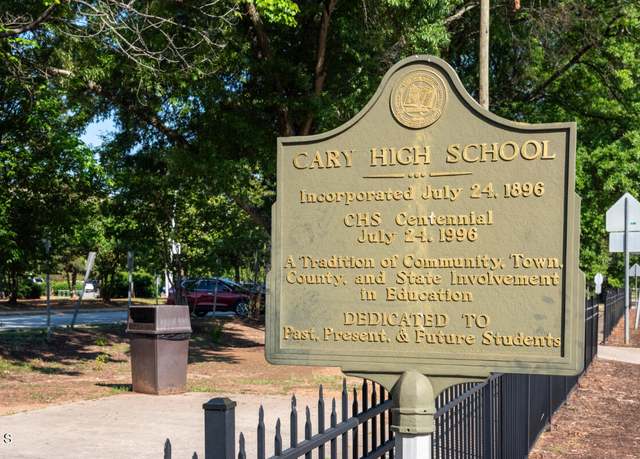 CARY HIGH SCHOOL
Incorporated July 24, 1896
CHS Centennial
July 24, 1996
A Tradition of Community, Town,
County, and State Involvement
in Education
DEDICATED TO
Past, Present, & Future Students
S